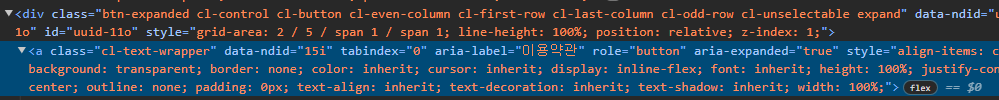 ▼<div class="btn-expanded cl-control cl-button cl-even-column cl-first-row cl-last-column cl-odd-row cl-unselectable expand" data-ndid="u
1o" id="uuid-11o" style="grid-area: 2 / 5 / span 1 / span 1; line-height: 100%; position: relative; z-index: 1;">
▼<a class="cl-text-wrapper" data-ndid="15i" tabindex="0" aria-label="이용약관" role="button" aria-expanded="true" style="align-items: c
background: transparent; border: none; color: inherit; cursor: inherit; display: inline-flex; font: inherit; height: 100%; justify-con
center; outline: none; padding: 0px; text-align: inherit; text-decoration: inherit; text-shadow: inherit; width: 100%;"> flex == $0